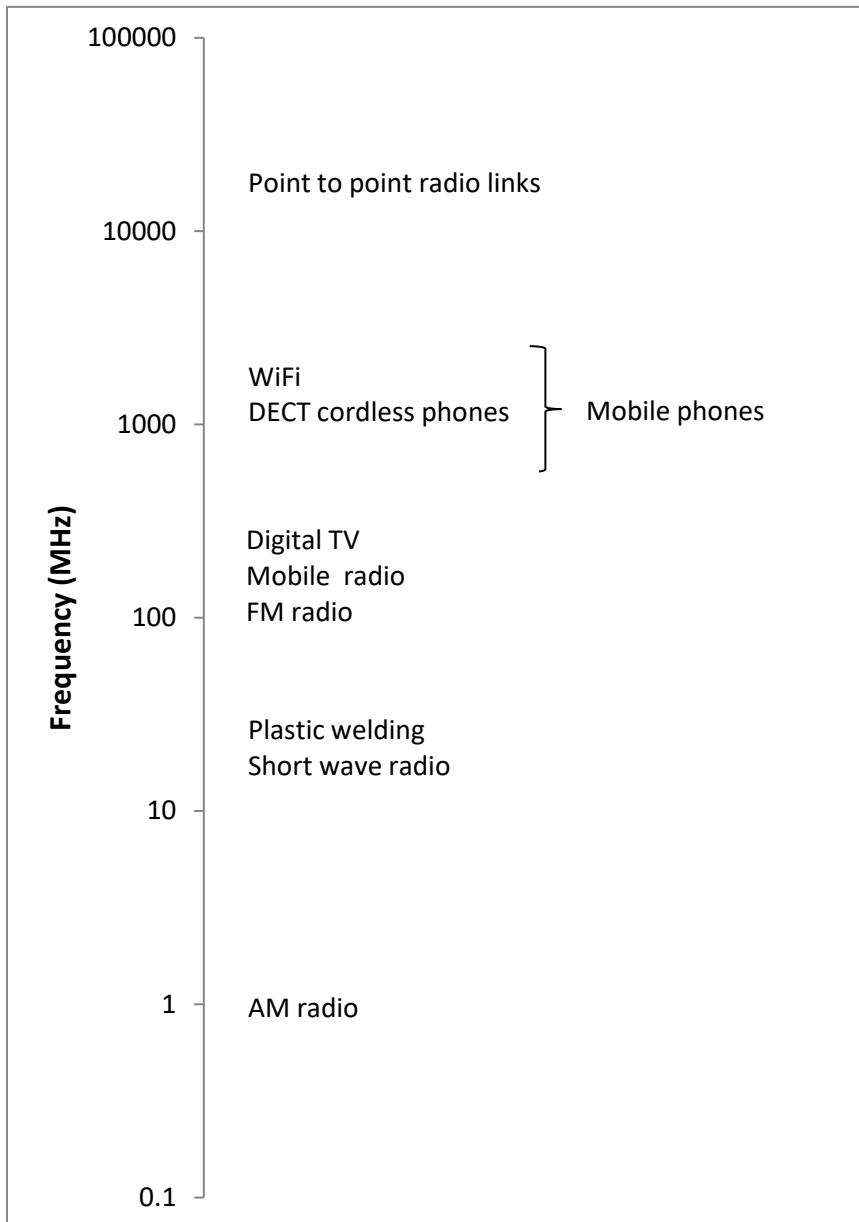 100000
Point to point radio links
10000
WiFi
DECT cordless phones
Mobile phones
1000
Frequency (MHz)
Digital TV
Mobile  radio
FM radio
100
Plastic welding
Short wave radio
10
1
AM radio
0.1